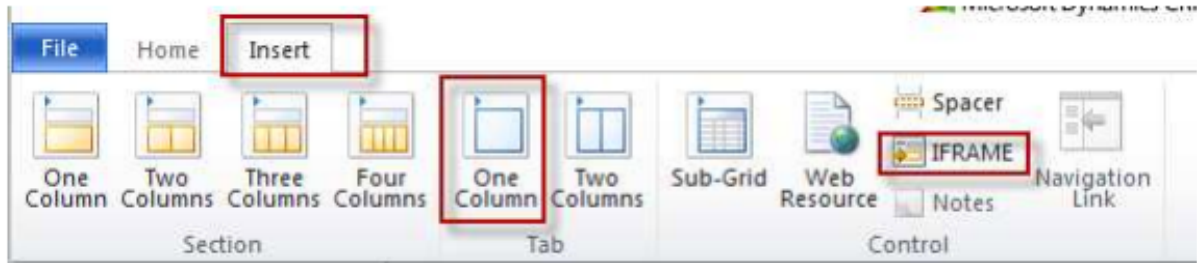 Microsoft Dynamics CRM
File Home Insert
Spacer
IFRAME
One Column
Two Columns
Three Columns
Four Columns
One Column
Two Columns
Sub-Grid
Web Resource
Notes
Navigation Link
Section
Tab
Control